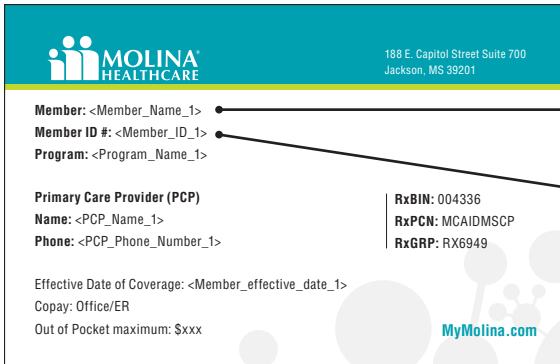 MOLINA®
HEALTHCARE
188 E. Capitol Street Suite 700
Jackson, MS 39201
Member: <Member_Name_1>
Member ID #: <Member_ID_1>
Program: <Program_Name_1>
Primary Care Provider (PCP)
Name: <PCP_Name_1>
Phone: <PCP_Phone_Number_1>
RxBIN: 004336
RxPCN: MCAIDMSCP
RxGRP: RX6949
Effective Date of Coverage: <Member_effective_date_1>
Copay: Office/ER
Out of Pocket maximum: $xxx
MyMolina.com